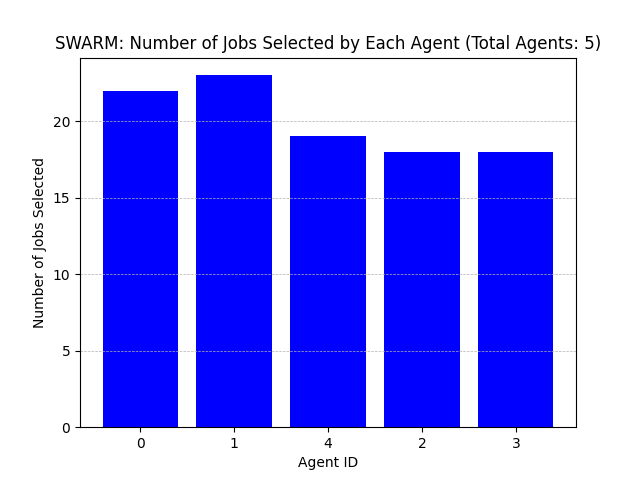 SWARM: Number of Jobs Selected by Each Agent (Total Agents: 5)
Number of Jobs Selected
20
15
10
5
0
0 1 4 2 3
Agent ID